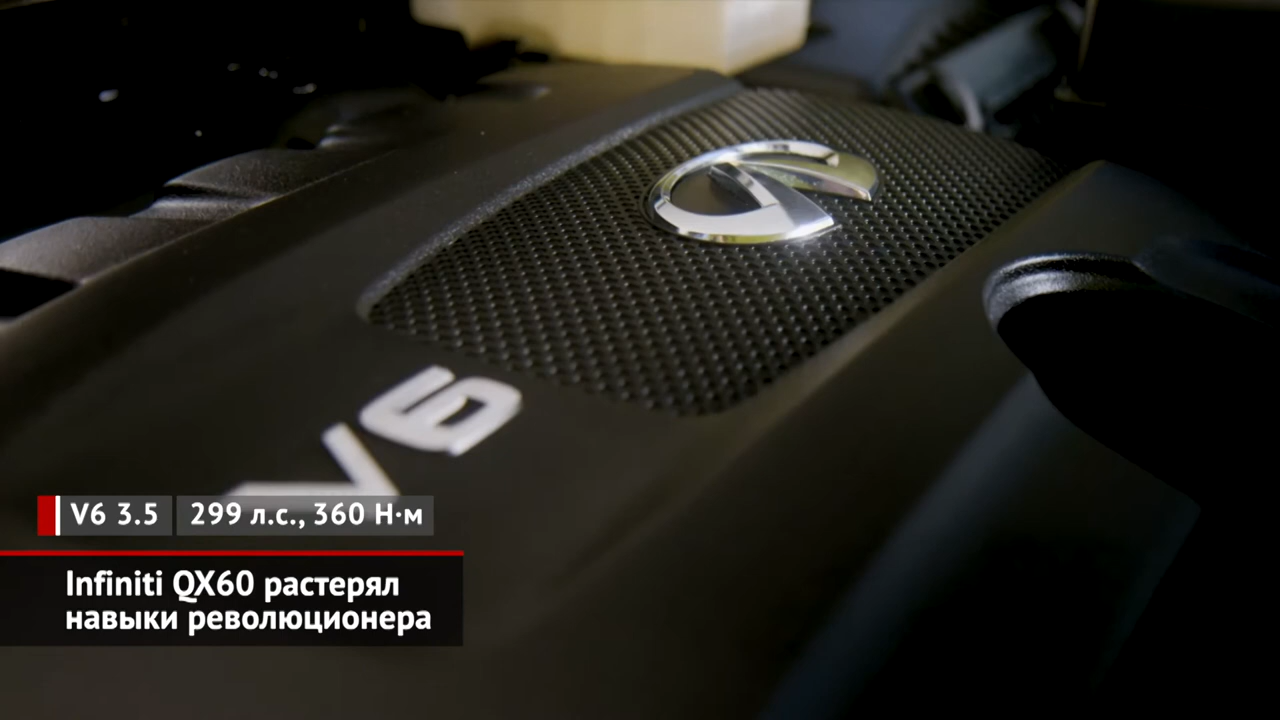 V6
V6 3.5
299 л.с., 360 Н·м
Infiniti QX60 растерял
навыки революционера